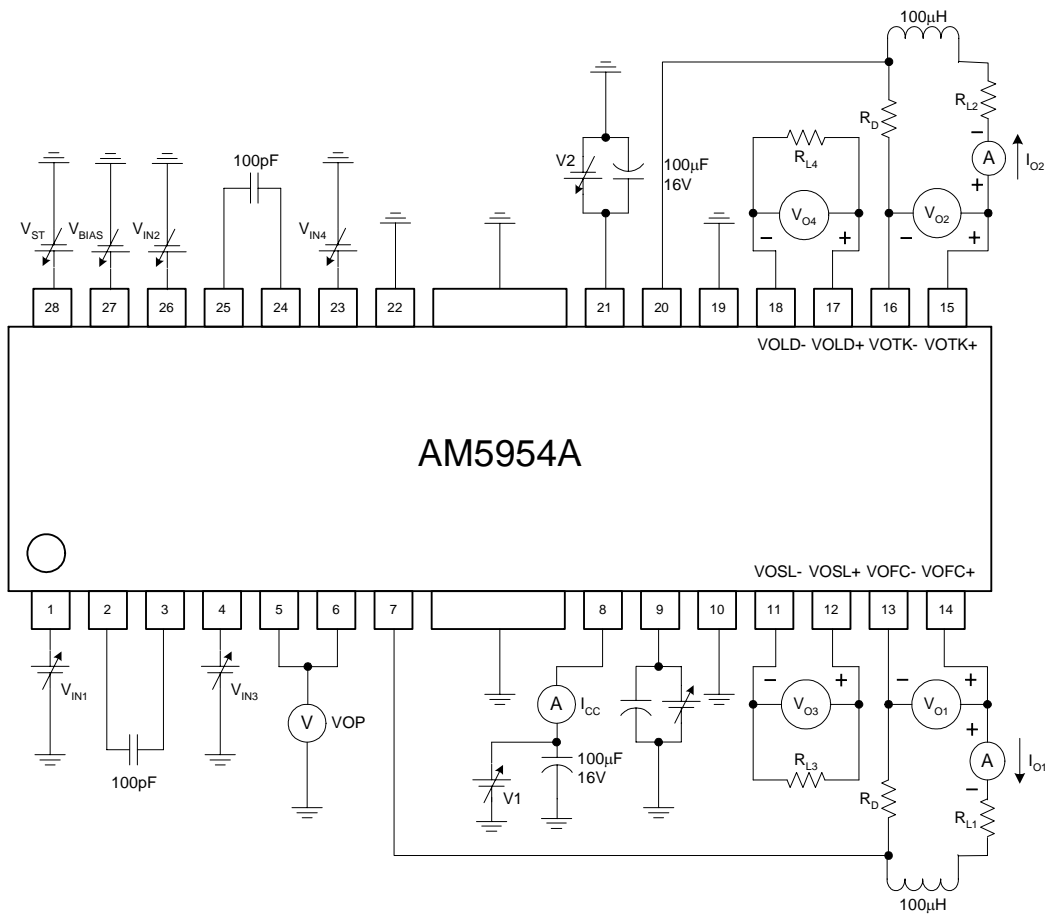 100μH
R_L2
R_D
A
I_O2
R_L4
V_O4
V_O2
V2
100μF
16V
100pF
V_ST
V_BIAS
V_IN2
V_IN4
− + − +
− +
28 27 26 25 24 23 22 21 20 19 18 17 16 15
VOLD- VOLD+ VOTK- VOTK+
AM5954A
VOSL- VOSL+ VOFC- VOFC+
1 2 3 4 5 6 7 8 9 10 11 12 13 14
V_IN1
V_IN3
100pF
V
VOP
A
I_CC
100μF
16V
V1
− + − +
V_O3
V_O1
R_L3
+ −
A
I_O1
R_D
R_L1
100μH